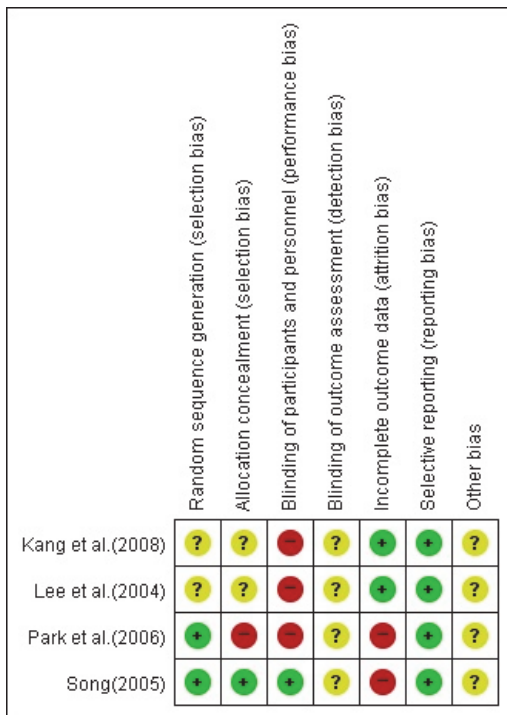 Random sequence generation (selection bias)
Allocation concealment (selection bias)
Blinding of participants and personnel (performance bias)
Blinding of outcome assessment (detection bias)
Incomplete outcome data (attrition bias)
Selective reporting (reporting bias)
Other bias
Kang et al.(2008) ? ? - ? + + ?
Lee et al.(2004) ? ? - ? + + ?
Park et al.(2006) + - - ? - + ?
Song(2005) + + + ? - + ?